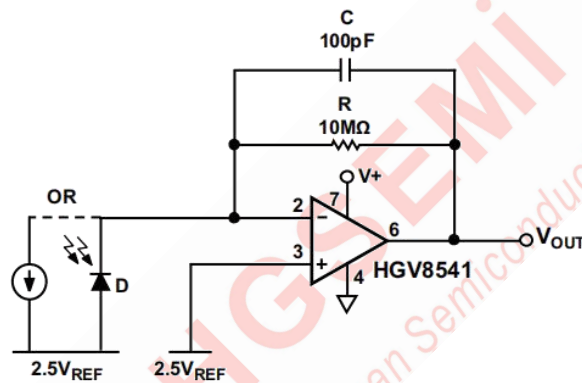 C
100pF
R
10MΩ
V+
OR
2
7
6
3
4
D
HGV8541
VOUT
2.5VREF
2.5VREF
HGSEMI
an Semiconduc